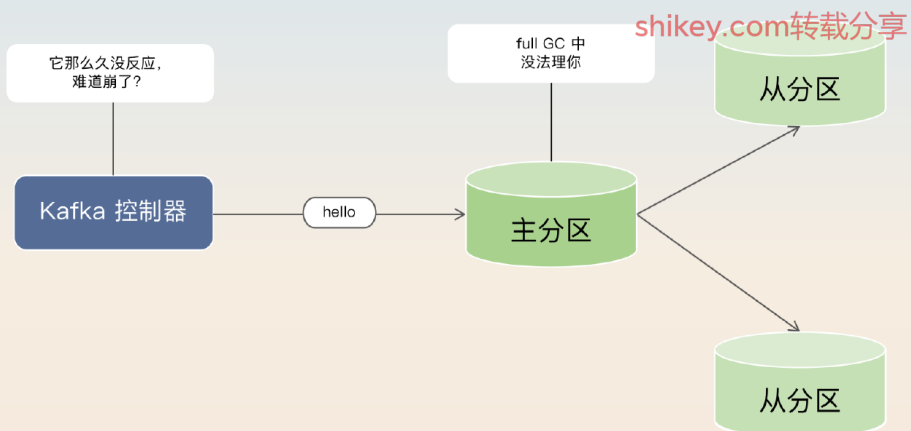 shikey.com转载分享
它那么久没反应，
难道崩了？
full GC 中
没法理你
从分区
Kafka 控制器
hello
主分区
从分区